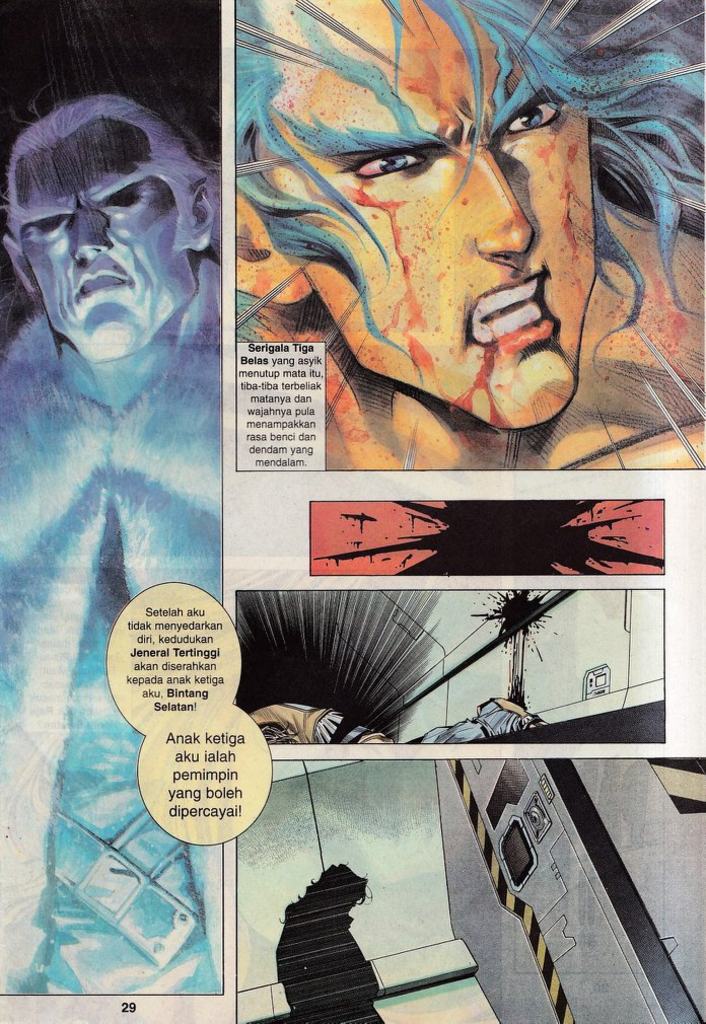 Serigala Tiga
Belas yang asyik
menutup mata itu,
tiba-tiba terbeliak
matanya dan
wajahnya pula
menampakkan
rasa benci dan
dendam yang
mendalam.
Setelah aku
tidak menyedarkan
diri, kedudukan
Jeneral Tertinggi
akan diserahkan
kepada anak ketiga
aku, Bintang
Selatan!
Anak ketiga
aku ialah
pemimpin
yang boleh
dipercayai!
29